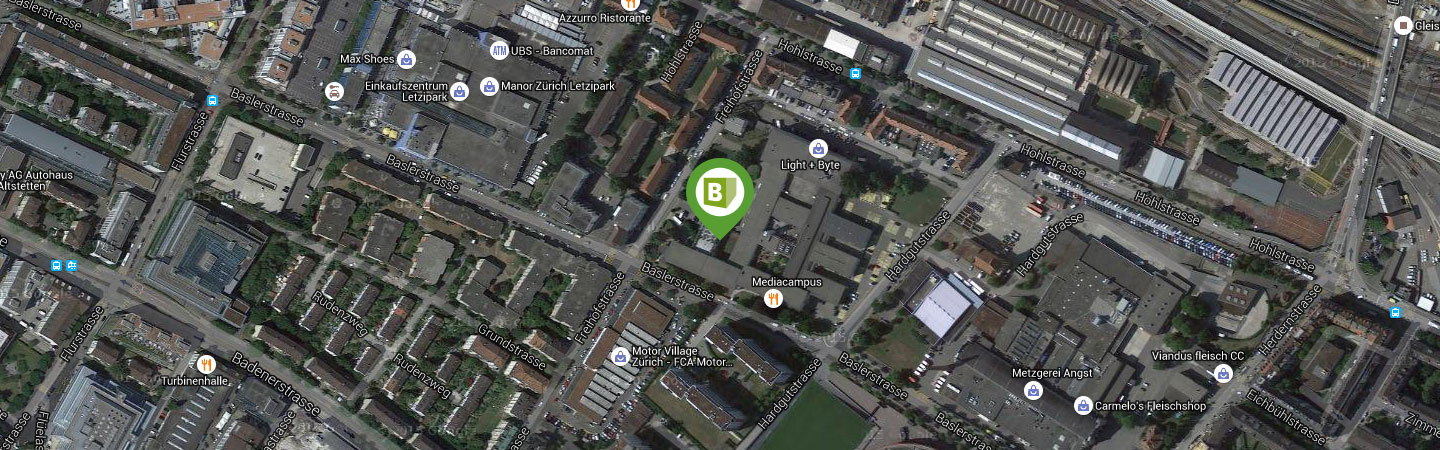 Baslerstrasse
Azzurro Ristorante
Max Shoes
ATM
UBS - Bancomat
Einkaufszentrum
Letzipark
Manor Zürich Letzipark
Hohlstrasse
Freihofstrasse
Hohlstrasse
Gleis
Baslerstrasse
Flurstrasse
Baslerstrasse
Light + Byte
Hohlstrasse
Hohlstrasse
Hohlstrasse
y AG Autohaus
Altstetten
B
Hardgutstrasse
Hardgutstrasse
Baslerstrasse
Mediacampus
Rudenzweg
Rudenzweg
Grundstrasse
Freihofstrasse
Flurstrasse
Herdernstrasse
Motor Village
Zürich - FCA Motor...
Turbinenhalle
Badenerstrasse
Hardgutstrasse
Baslerstrasse
Viandus fleisch CC
Metzgerei Angst
Carmelo's Fleischshop
Eichbühlstrasse
Baslerstrasse